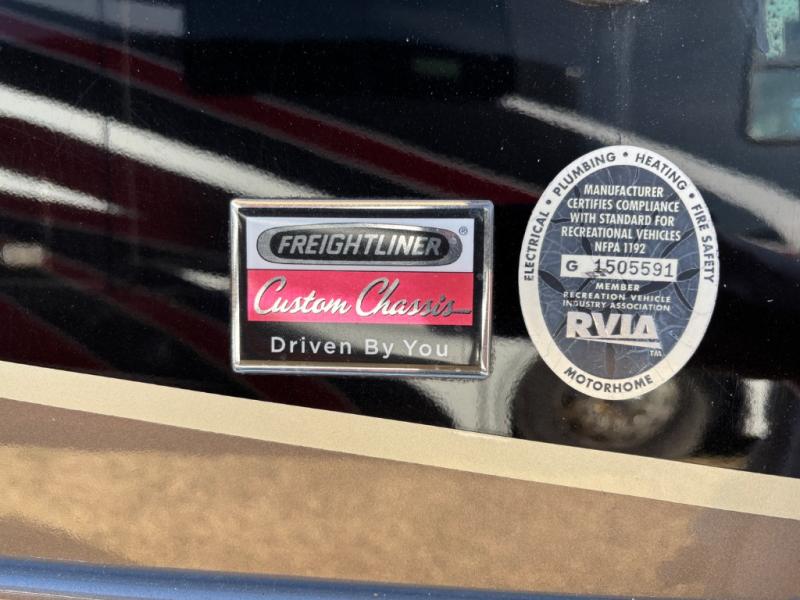 FREIGHTLINER ®
Custom Chassis
Driven By You
ELECTRICAL • PLUMBING • HEATING • FIRE SAFETY
MANUFACTURER
CERTIFIES COMPLIANCE
WITH STANDARD FOR
RECREATIONAL VEHICLES
NFPA 1192
G 1505591
MEMBER
RECREATION VEHICLE
INDUSTRY ASSOCIATION
RVIA
TM
MOTORHOME